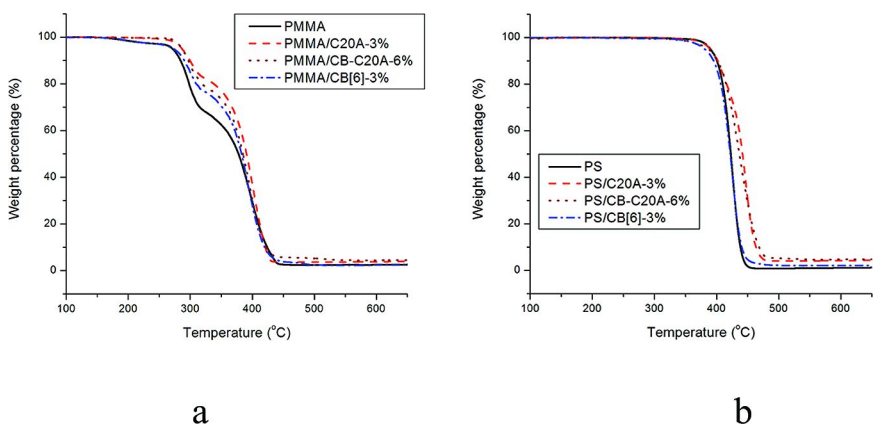 PMMA
PMMA/C20A-3%
PMMA/CB-C20A-6%
PMMA/CB[6]-3%
Weight percentage (%)
100
80
60
40
20
0
100 200 300 400 500 600
Temperature (°C)
a
PS
PS/C20A-3%
PS/CB-C20A-6%
PS/CB[6]-3%
Weight percentage (%)
100
80
60
40
20
0
100 200 300 400 500 600
Temperature (°C)
b